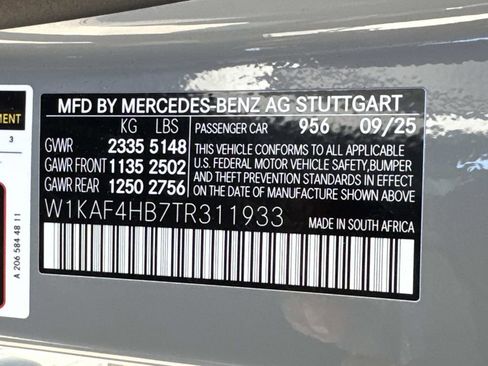 MFD BY MERCEDES-BENZ AG STUTTGART
KG LBS
PASSENGER CAR 956 09/25
GVWR 2335 5148
GAWR FRONT 1135 2502
GAWR REAR 1250 2756
THIS VEHICLE CONFORMS TO ALL APPLICABLE
U.S. FEDERAL MOTOR VEHICLE SAFETY, BUMPER
AND THEFT PREVENTION STANDARDS IN EFFECT
ON THE DATE OF MANUFACTURE SHOWN ABOVE
W1KAF4HB7TR311933
MADE IN SOUTH AFRICA
3
A 206 584 48 11